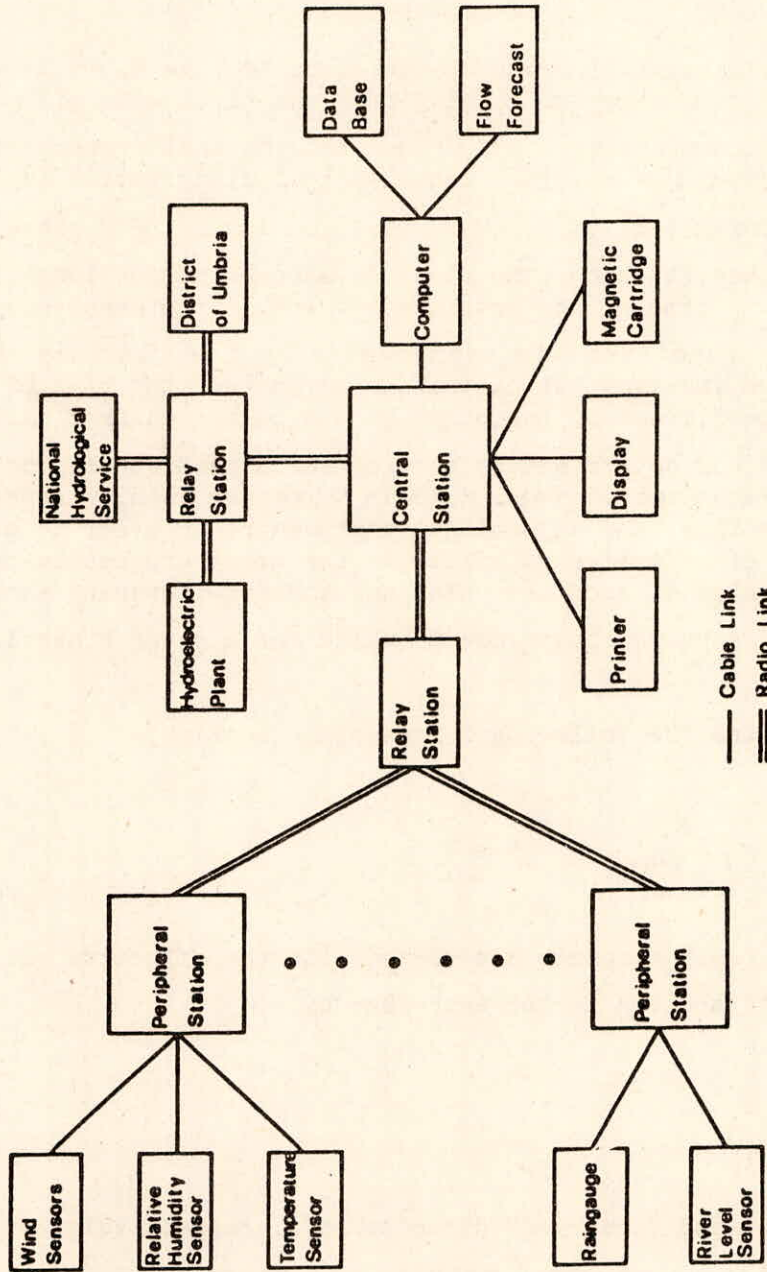 Wind
Sensors
Relative
Humidity
Sensor
Temperature
Sensor
Raingauge
River
Level
Sensor
Peripheral
Station
Peripheral
Station
Relay
Station
National
Hydrological
Service
Hydroelectric
Plant
Relay
Station
District
of Umbria
Central
Station
Computer
Data
Base
Flow
Forecast
Printer
Display
Magnetic
Cartridge
Cable Link
Radio Link